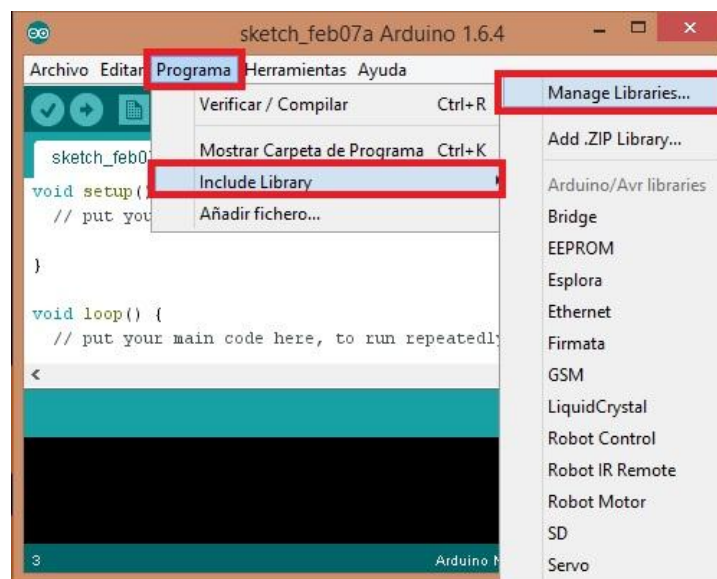 sketch_feb07a Arduino 1.6.4
Archivo Editar Programa Herramientas Ayuda
Verificar / Compilar Ctrl+R
Mostrar Carpeta de Programa Ctrl+K
Include Library
Añadir fichero...
Manage Libraries...
Add .ZIP Library...
Arduino/Avr libraries
Bridge
EEPROM
Esplora
Ethernet
Firmata
GSM
LiquidCrystal
Robot Control
Robot IR Remote
Robot Motor
SD
Servo
sketch_feb0
void setup()
// put you
}
void loop() {
// put your main code here, to run repeatedly
3 Arduino